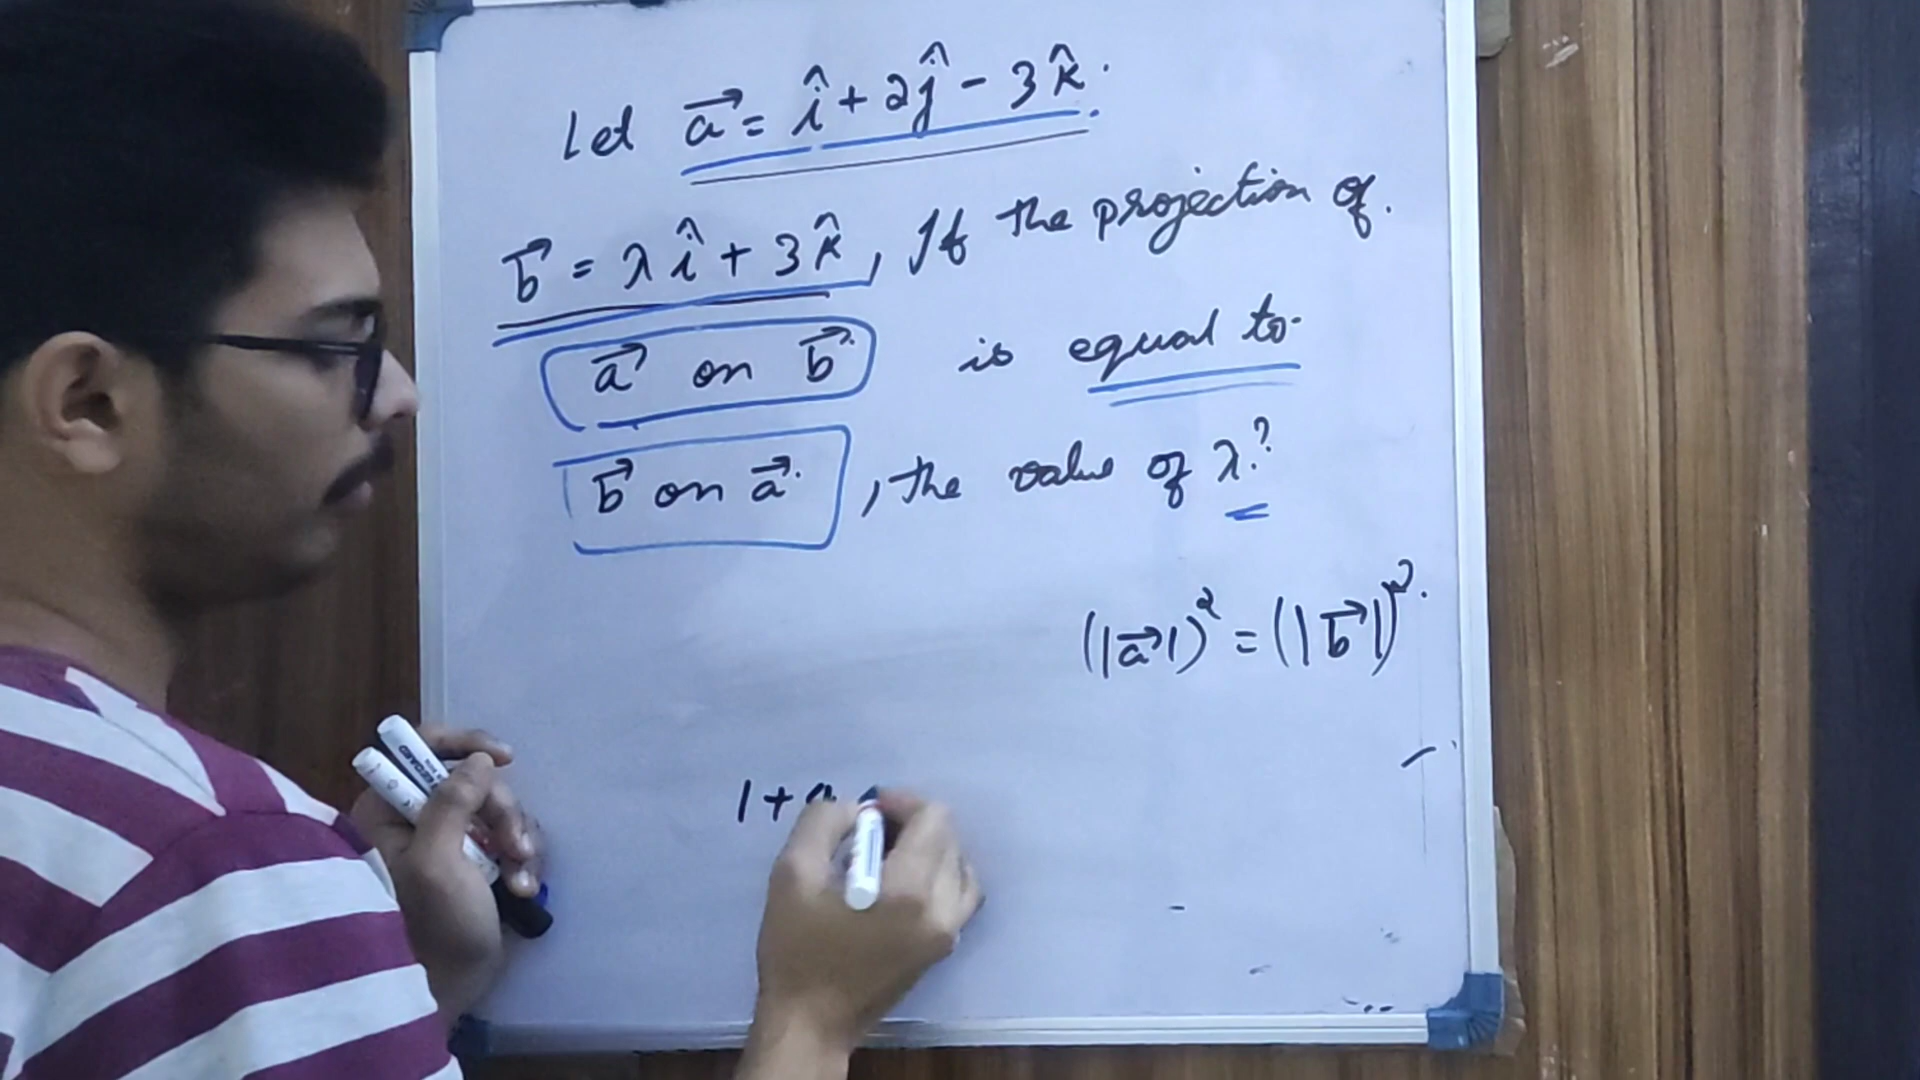 Let a⃗ = î + 2ĵ - 3k̂.
b⃗ = λî + 3k̂, If the projection of.
a⃗ on b⃗ is equal to.
b⃗ on a⃗, the value of λ.?
(|a⃗|)² = (|b⃗|)².
1 +